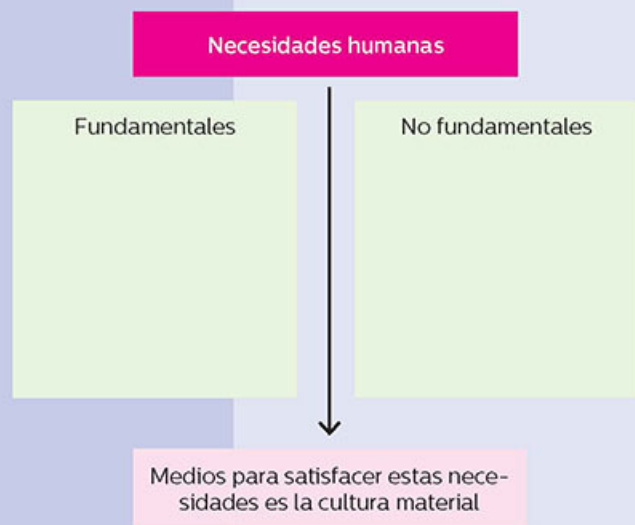 Necesidades humanas
Fundamentales
No fundamentales
Medios para satisfacer estas nece-
sidades es la cultura material